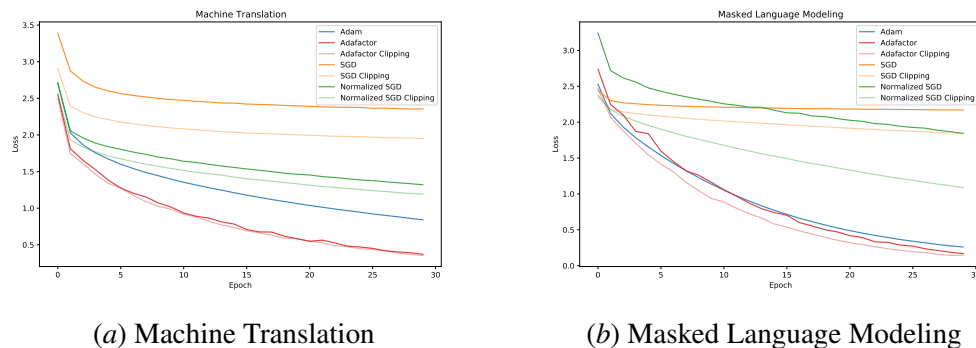 Machine Translation
3.5
3.0
2.5
2.0
1.5
1.0
0.5
Loss
0
5
10
15
20
25
30
Epoch
Adam
Adafactor
Adafactor Clipping
SGD
SGD Clipping
Normalized SGD
Normalized SGD Clipping
(a) Machine Translation
Masked Language Modeling
3.0
2.5
2.0
1.5
1.0
0.5
0.0
Loss
0
5
10
15
20
25
Epoch
Adam
Adafactor
Adafactor Clipping
SGD
SGD Clipping
Normalized SGD
Normalized SGD Clipping
(b) Masked Language Modeling